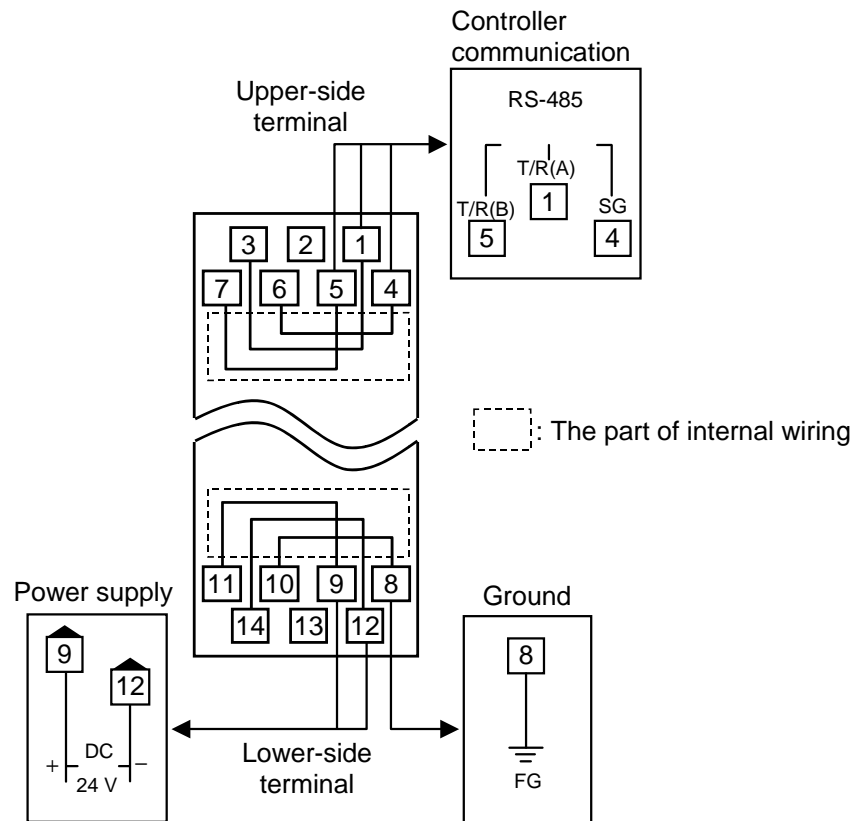 Controller
communication
RS-485
T/R(A)
1
T/R(B)
5
SG
4
Upper-side
terminal
3 2 1
7 6 5 4
: The part of internal wiring
11 10 9 8
14 13 12
Power supply
9
12
+ DC −
24 V
Lower-side
terminal
Ground
8
FG